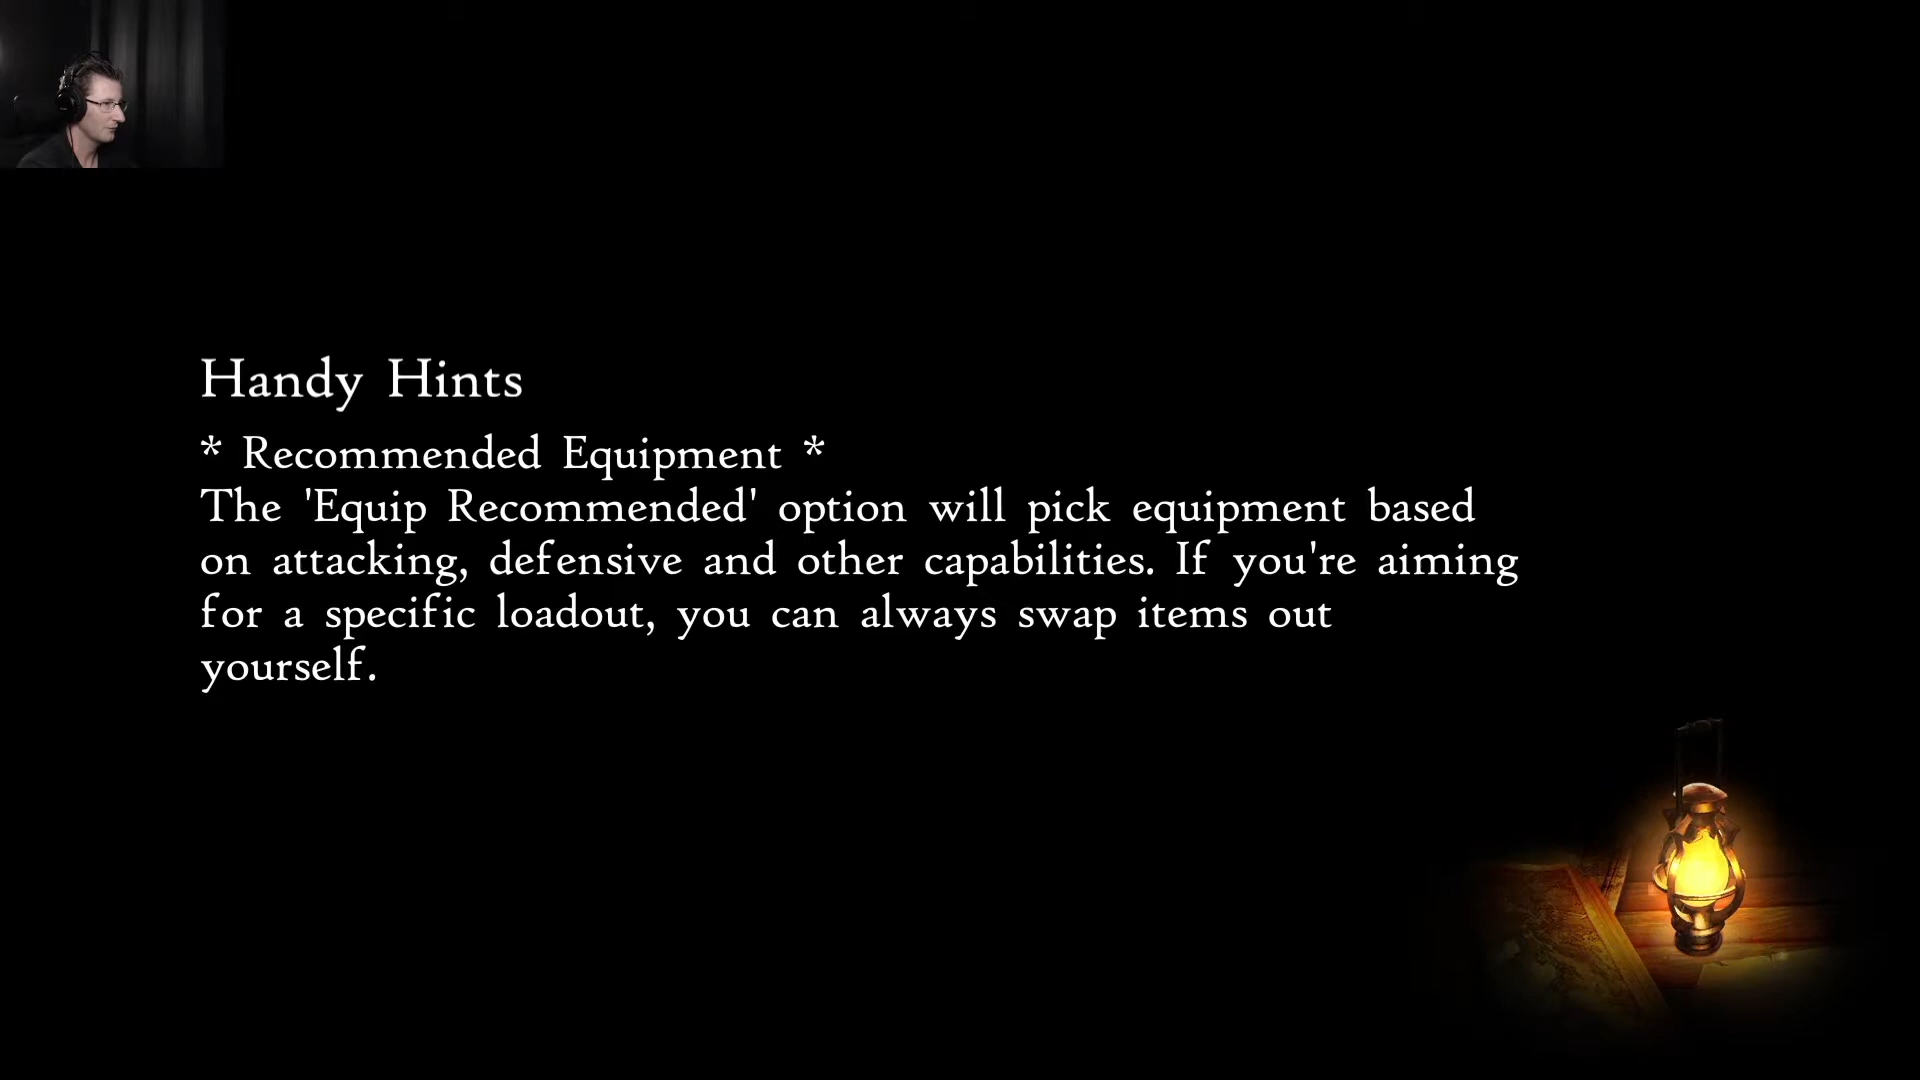 Handy Hints
* Recommended Equipment *
The 'Equip Recommended' option will pick equipment based
on attacking, defensive and other capabilities. If you're aiming
for a specific loadout, you can always swap items out
yourself.